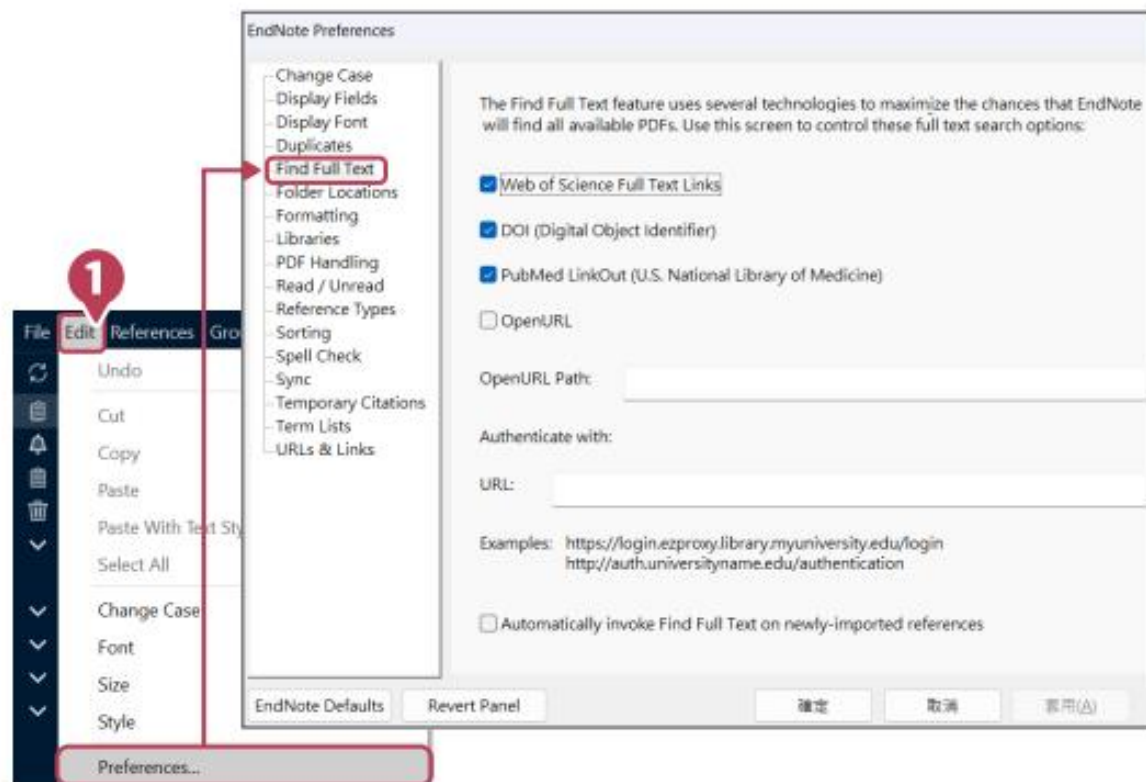 EndNote Preferences
Change Case
Display Fields
Display Font
Duplicates
Find Full Text
Folder Locations
Formatting
Libraries
PDF Handling
Read / Unread
Reference Types
Sorting
Spell Check
Sync
Temporary Citations
Term Lists
URLs & Links
The Find Full Text feature uses several technologies to maximize the chances that EndNote
will find all available PDFs. Use this screen to control these full text search options:
Web of Science Full Text Links
DOI (Digital Object Identifier)
PubMed LinkOut (U.S. National Library of Medicine)
OpenURL
OpenURL Path:
Authenticate with:
URL:
Examples: https://login.ezproxy.library.myuniversity.edu/login
http://auth.universityname.edu/authentication
Automatically invoke Find Full Text on newly-imported references
EndNote Defaults Revert Panel 確定 取消 套用(A)
1
File Edit References Gro
Undo
Cut
Copy
Paste
Paste With Text Sty
Select All
Change Case
Font
Size
Style
Preferences...